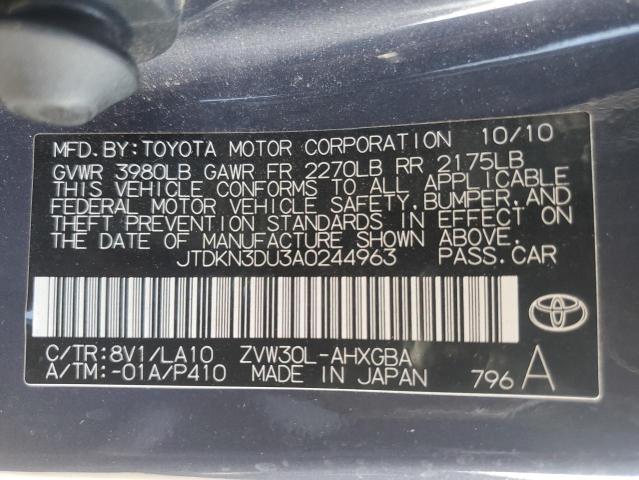 MFD.BY:TOYOTA MOTOR CORPORATION 10/10
GVWR 3980LB GAWR FR 2270LB RR 2175LB
THIS VEHICLE CONFORMS TO ALL APPLICABLE
FEDERAL MOTOR VEHICLE SAFETY,BUMPER,AND
THEFT PREVENTION STANDARDS IN EFFECT ON
THE DATE OF MANUFACTURE SHOWN ABOVE.
JTDKN3DU3A0244963 PASS.CAR
C/TR:8V1/LA10 ZVW30L-AHXGBA
A/TM:-01A/P410 MADE IN JAPAN 796 A